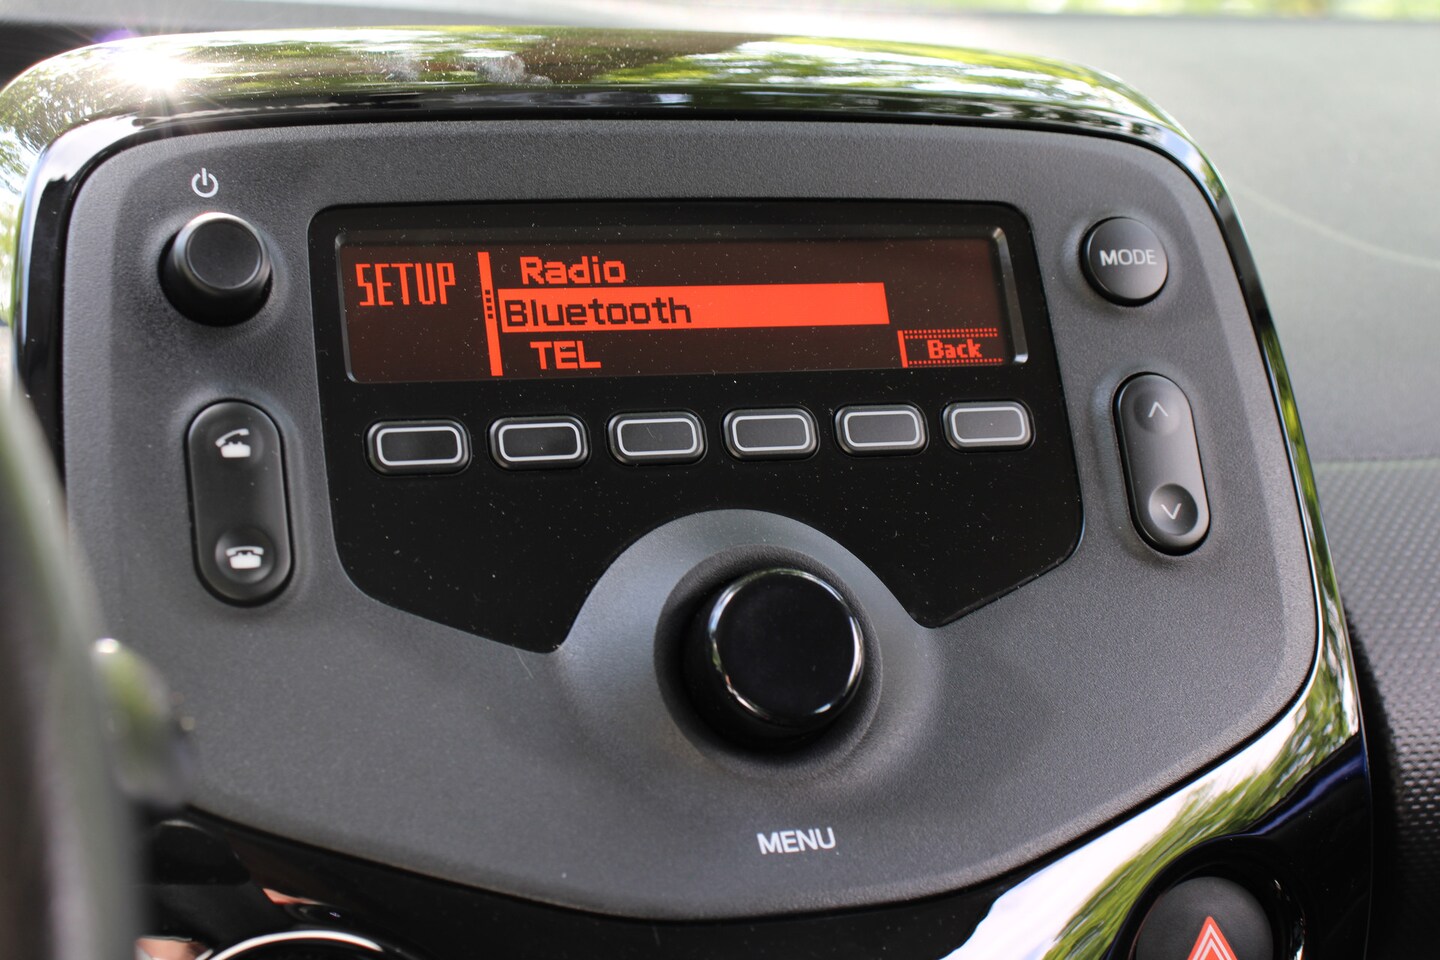 SETUP
Radio
Bluetooth
TEL
Back
MODE
MENU